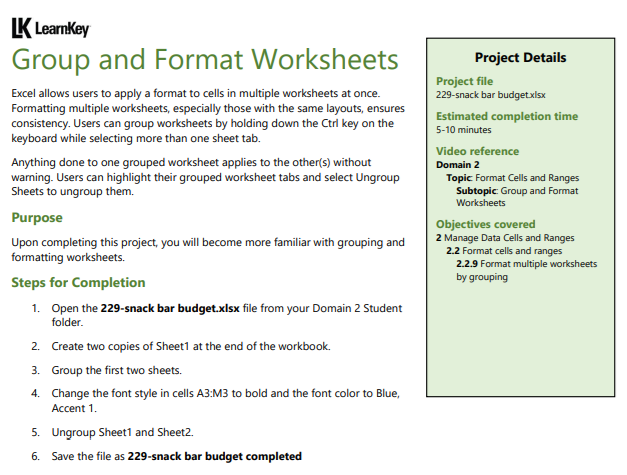 LK LearnKey
Group and Format Worksheets
Excel allows users to apply a format to cells in multiple worksheets at once.
Formatting multiple worksheets, especially those with the same layouts, ensures
consistency. Users can group worksheets by holding down the Ctrl key on the
keyboard while selecting more than one sheet tab.
Anything done to one grouped worksheet applies to the other(s) without
warning. Users can highlight their grouped worksheet tabs and select Ungroup
Sheets to ungroup them.
Purpose
Upon completing this project, you will become more familiar with grouping and
formatting worksheets.
Steps for Completion
1. Open the 229-snack bar budget.xlsx file from your Domain 2 Student
folder.
2. Create two copies of Sheet1 at the end of the workbook.
3. Group the first two sheets.
4. Change the font style in cells A3:M3 to bold and the font color to Blue,
Accent 1.
5. Ungroup Sheet1 and Sheet2.
6. Save the file as 229-snack bar budget completed
Project Details
Project file
229-snack bar budget.xlsx
Estimated completion time
5-10 minutes
Video reference
Domain 2
Topic: Format Cells and Ranges
Subtopic: Group and Format
Worksheets
Objectives covered
2 Manage Data Cells and Ranges
2.2 Format cells and ranges
2.2.9 Format multiple worksheets
by grouping